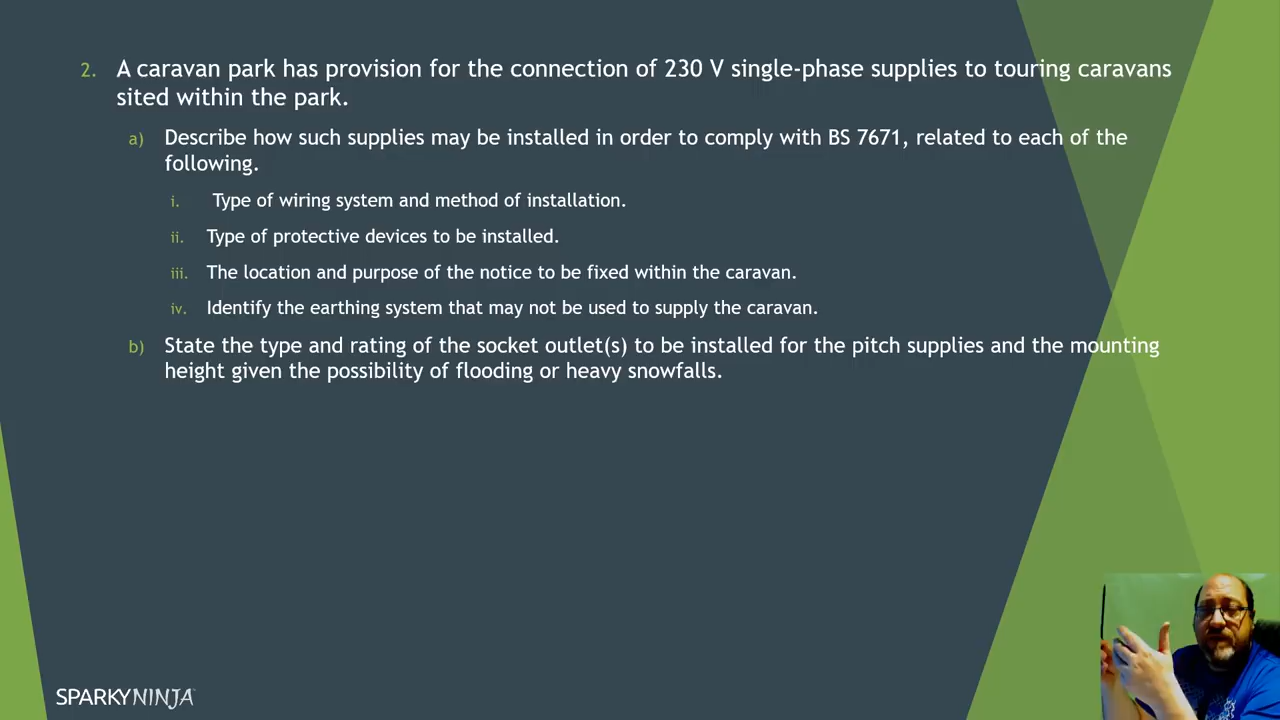 2. A caravan park has provision for the connection of 230 V single-phase supplies to touring caravans
sited within the park.
a) Describe how such supplies may be installed in order to comply with BS 7671, related to each of the
following.
i. Type of wiring system and method of installation.
ii. Type of protective devices to be installed.
iii. The location and purpose of the notice to be fixed within the caravan.
iv. Identify the earthing system that may not be used to supply the caravan.
b) State the type and rating of the socket outlet(s) to be installed for the pitch supplies and the mounting
height given the possibility of flooding or heavy snowfalls.
SPARKYNINJA